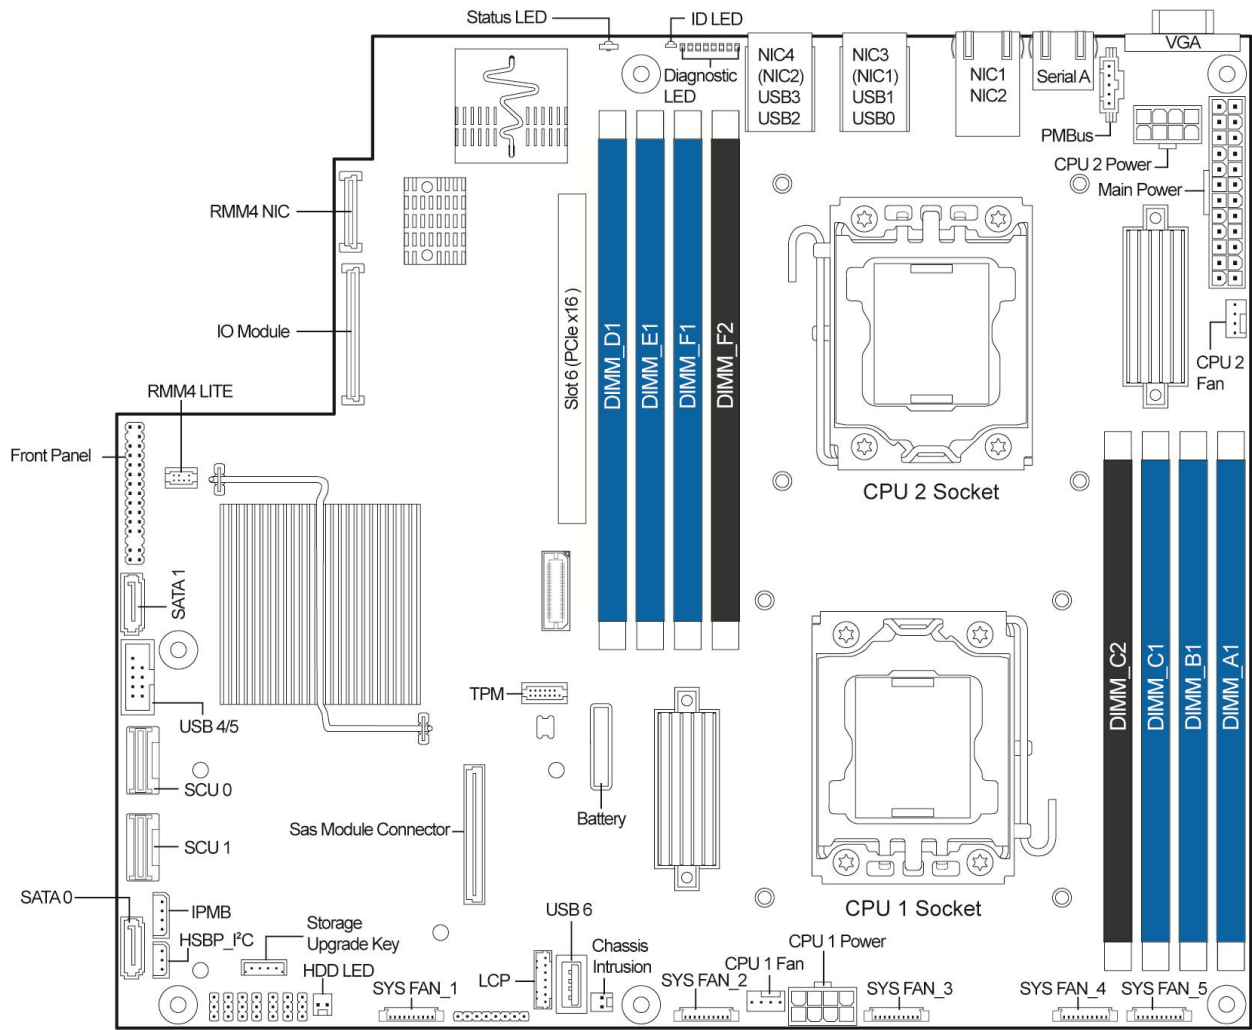 Status LED
ID LED
Diagnostic
LED
NIC4
(NIC2)
USB3
USB2
NIC3
(NIC1)
USB1
USB0
NIC1
NIC2
Serial A
VGA
PMBus
CPU 2 Power
Main Power
RMM4 NIC
IO Module
RMM4 LITE
Front Panel
Slot 6 (PCIe x16)
DIMM_D1
DIMM_E1
DIMM_F1
DIMM_F2
CPU 2
Fan
CPU 2 Socket
SATA 1
USB 4/5
TPM
SCU 0
SCU 1
Sas Module Connector
Battery
DIMM_C2
DIMM_C1
DIMM_B1
DIMM_A1
CPU 1 Socket
SATA 0
IPMB
HSBP_I²C
Storage
Upgrade Key
HDD LED
SYS FAN_1
LCP
USB 6
Chassis
Intrusion
SYS FAN_2
CPU 1 Fan
CPU 1 Power
SYS FAN_3
SYS FAN_4
SYS FAN_5